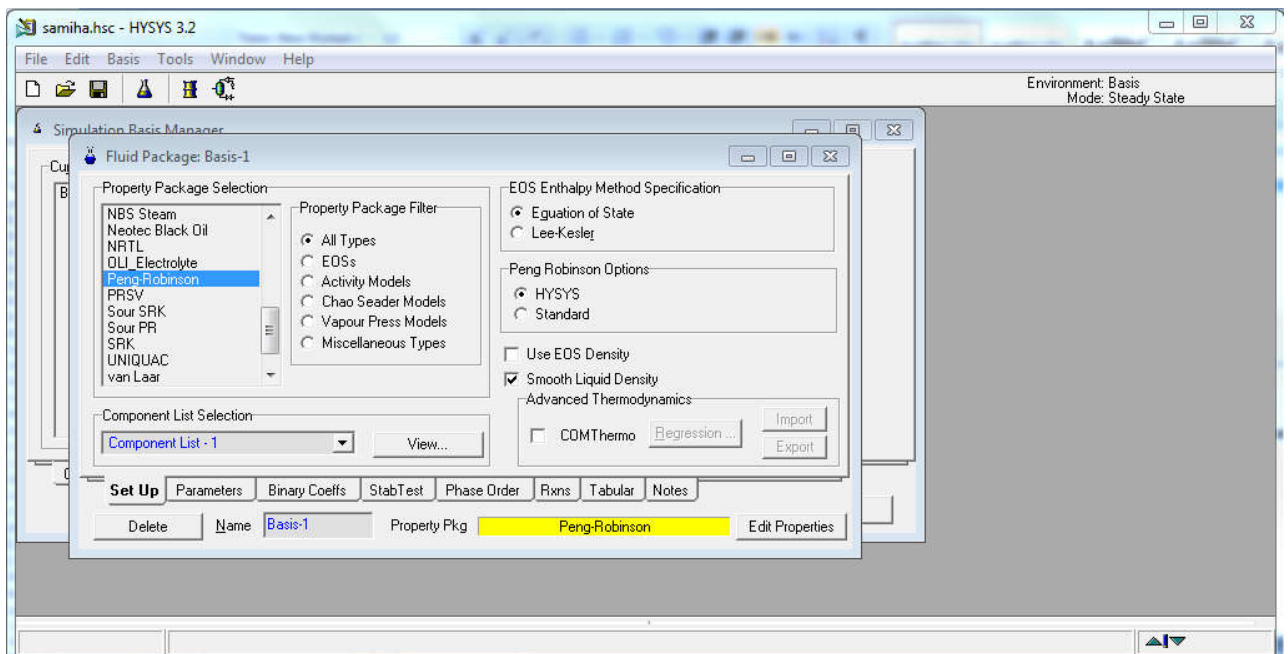 samiha.hsc - HYSYS 3.2
File Edit Basis Tools Window Help
Environment: Basis
Mode: Steady State
Simulation Basis Manager
Fluid Package: Basis-1
Property Package Selection
NBS Steam
Neotec Black Oil
NRTL
OLI_Electrolyte
Peng-Robinson
PRSV
Sour SRK
Sour PR
SRK
UNIQUAC
van Laar
Property Package Filter
All Types
EOSs
Activity Models
Chao Seader Models
Vapour Press Models
Miscellaneous Types
Component List Selection
Component List - 1
View...
EOS Enthalpy Method Specification
Equation of State
Lee-Kesler
Peng Robinson Options
HYSYS
Standard
Use EOS Density
Smooth Liquid Density
Advanced Thermodynamics
COMThermo
Regression ...
Import
Export
Set Up Parameters Binary Coeffs StabTest Phase Order Rxns Tabular Notes
Delete Name Basis-1 Property Pkg Peng-Robinson Edit Properties